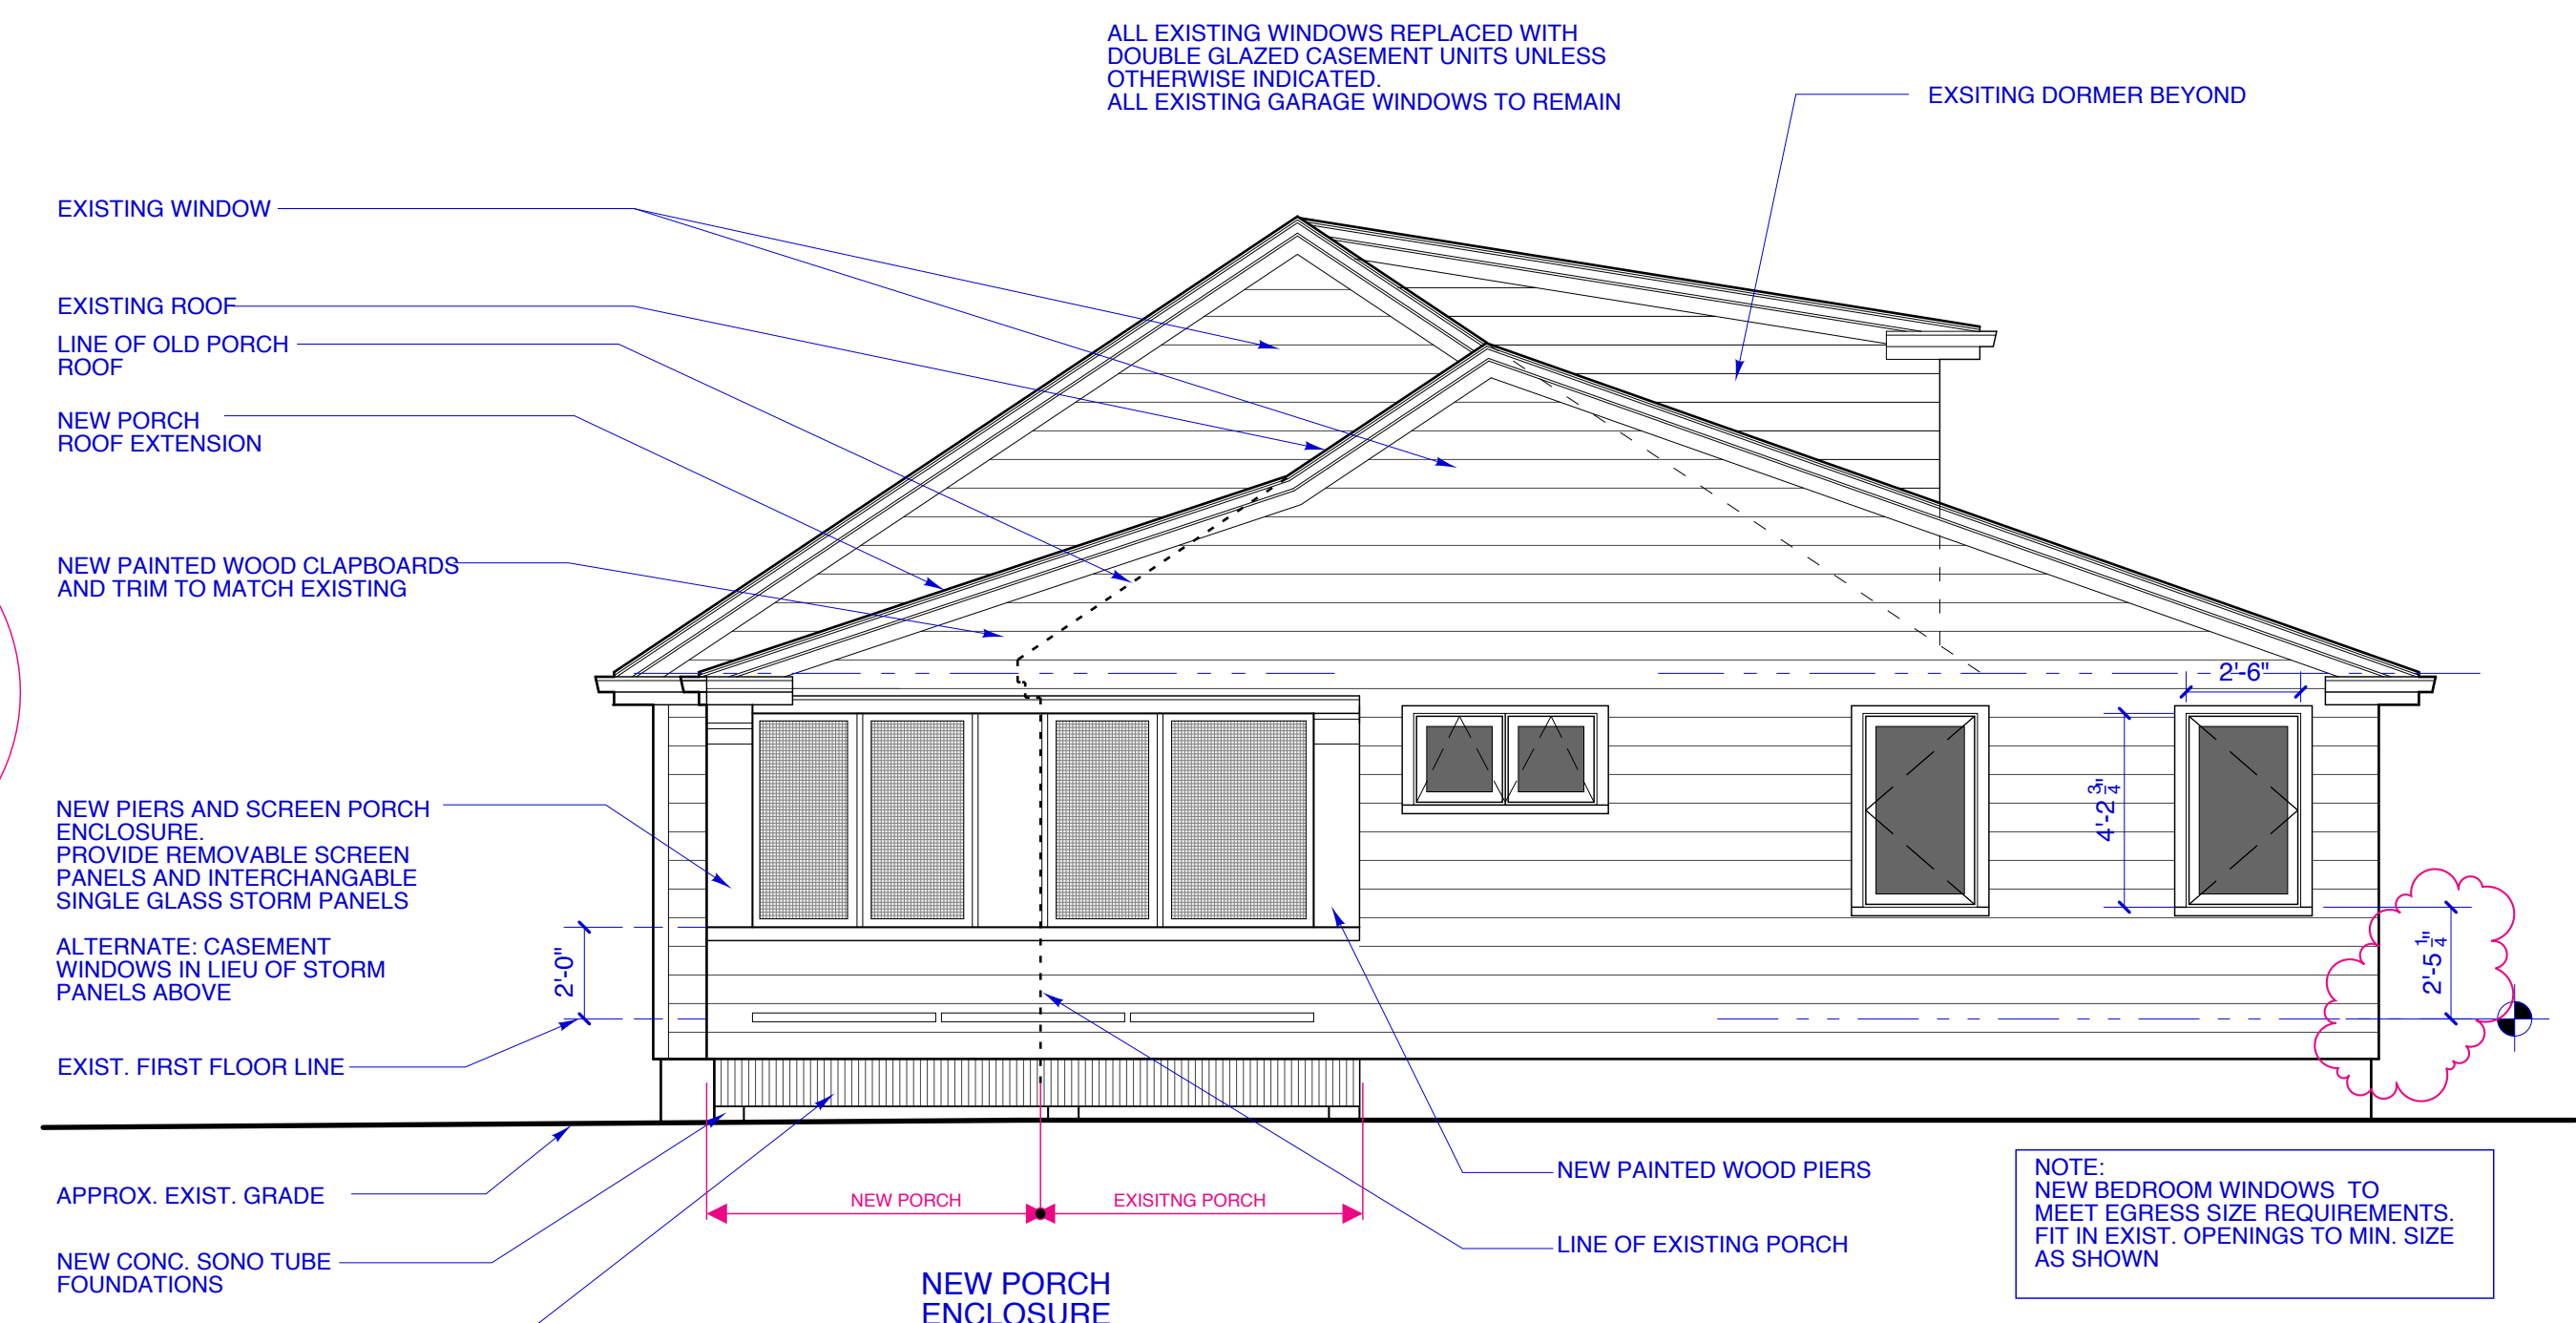 ALL EXISTING WINDOWS REPLACED WITH
DOUBLE GLAZED CASEMENT UNITS UNLESS
OTHERWISE INDICATED.
ALL EXISTING GARAGE WINDOWS TO REMAIN
EXSITING DORMER BEYOND
EXISTING WINDOW
EXISTING ROOF
LINE OF OLD PORCH
ROOF
NEW PORCH
ROOF EXTENSION
NEW PAINTED WOOD CLAPBOARDS
AND TRIM TO MATCH EXISTING
2'-6"
4'-2 3/4"
NEW PIERS AND SCREEN PORCH
ENCLOSURE.
PROVIDE REMOVABLE SCREEN
PANELS AND INTERCHANGABLE
SINGLE GLASS STORM PANELS
ALTERNATE: CASEMENT
WINDOWS IN LIEU OF STORM
PANELS ABOVE
2'-0"
2'-5 1/4"
EXIST. FIRST FLOOR LINE
APPROX. EXIST. GRADE
NEW CONC. SONO TUBE
FOUNDATIONS
NEW PORCH
EXISITNG PORCH
NEW PAINTED WOOD PIERS
LINE OF EXISTING PORCH
NOTE:
NEW BEDROOM WINDOWS TO
MEET EGRESS SIZE REQUIREMENTS.
FIT IN EXIST. OPENINGS TO MIN. SIZE
AS SHOWN
NEW PORCH
ENCLOSURE